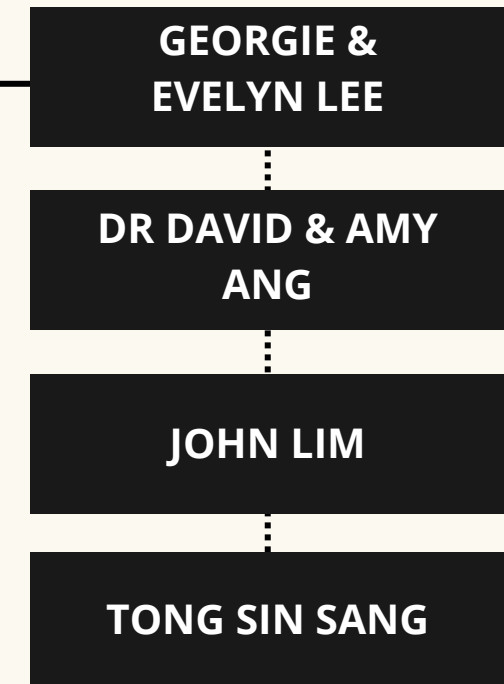 GEORGIE &
EVELYN LEE
DR DAVID & AMY
ANG
JOHN LIM
TONG SIN SANG